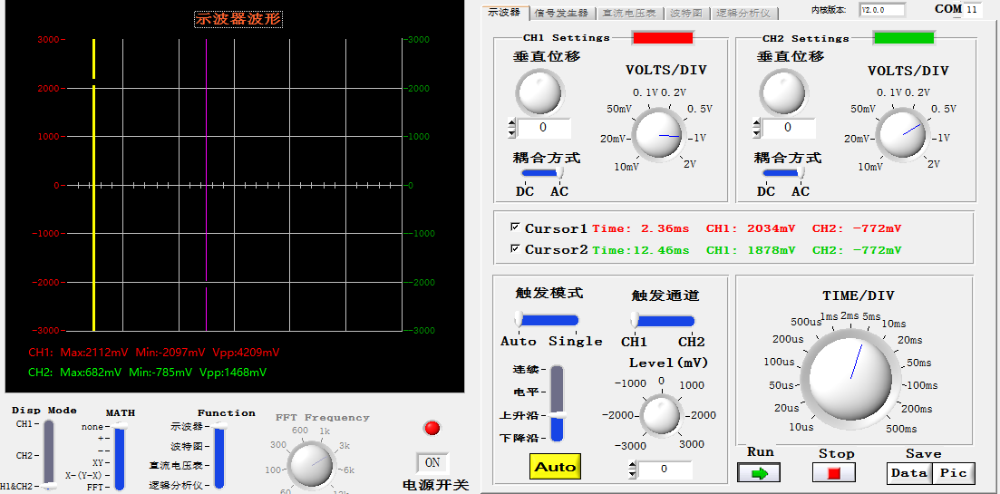 示波器波形
3000 3000
2000 2000
1000 1000
0 0
-1000 -1000
-2000 -2000
-3000 -3000
CH1: Max:2112mV Min:-2097mV Vpp:4209mV
CH2: Max:682mV Min:-785mV Vpp:1468mV
Disp Mode
CH1
CH2
H1&CH2
MATH
none
+
--
XY
X-(Y-X)
FFT
Function
示波器
波特图
直流电压表
逻辑分析仪
FFT Frequency
600 1k
300 3k
100 6k
60 12k
ON
电源开关
示波器 信号发生器 直流电压表 波特图 逻辑分析仪
内核版本: V2.0.0 COM 11
CH1 Settings
垂直位移
0
耦合方式
DC AC
VOLTS/DIV
0.1V 0.2V
50mV 0.5V
20mV 1V
10mV 2V
CH2 Settings
垂直位移
0
耦合方式
DC AC
VOLTS/DIV
0.1V 0.2V
50mV 0.5V
20mV 1V
10mV 2V
Cursor1 Time: 2.36ms CH1: 2034mV CH2: -772mV
Cursor2 Time:12.46ms CH1: 1878mV CH2: -772mV
触发模式
Auto Single
触发通道
CH1 CH2
连续
电平
上升沿
下降沿
Auto
Level(mV)
0
-1000 1000
-2000 2000
-3000 3000
0
TIME/DIV
1ms 2ms 5ms
500us 10ms
200us 20ms
100us 50ms
50us 100ms
20us 200ms
10us 500ms
Run Stop Save
Data Pic